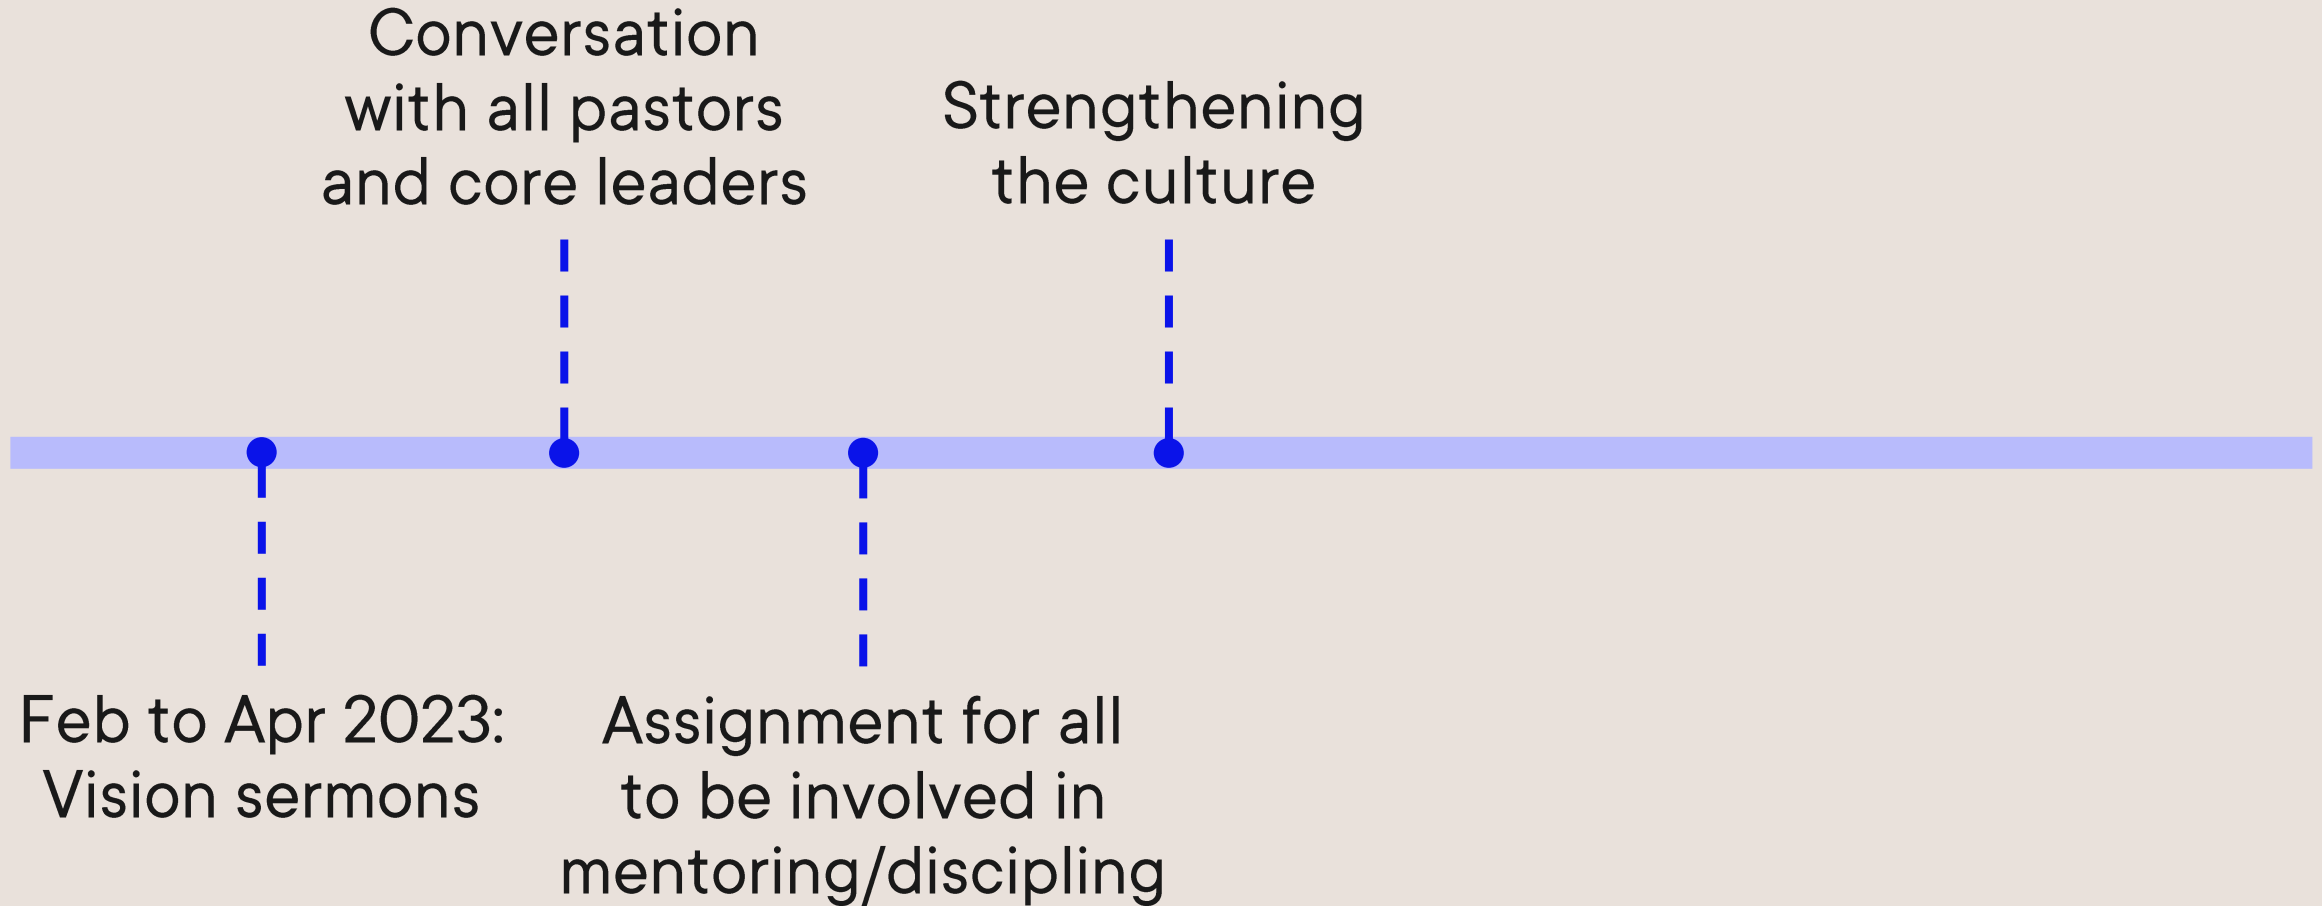 Conversation
with all pastors
and core leaders
Strengthening
the culture
Feb to Apr 2023:
Vision sermons
Assignment for all
to be involved in
mentoring/discipling